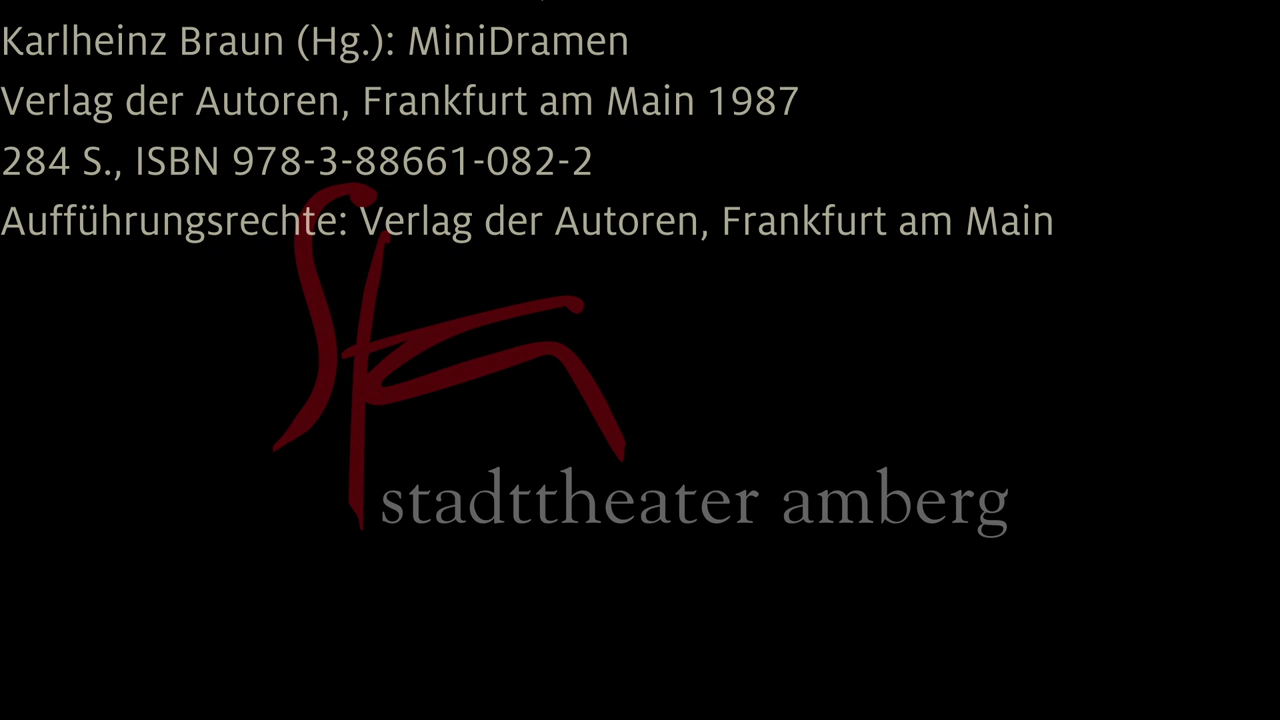 Karlheinz Braun (Hg.): MiniDramen
Verlag der Autoren, Frankfurt am Main 1987
284 S., ISBN 978-3-88661-082-2
Aufführungsrechte: Verlag der Autoren, Frankfurt am Main
stadttheater amberg